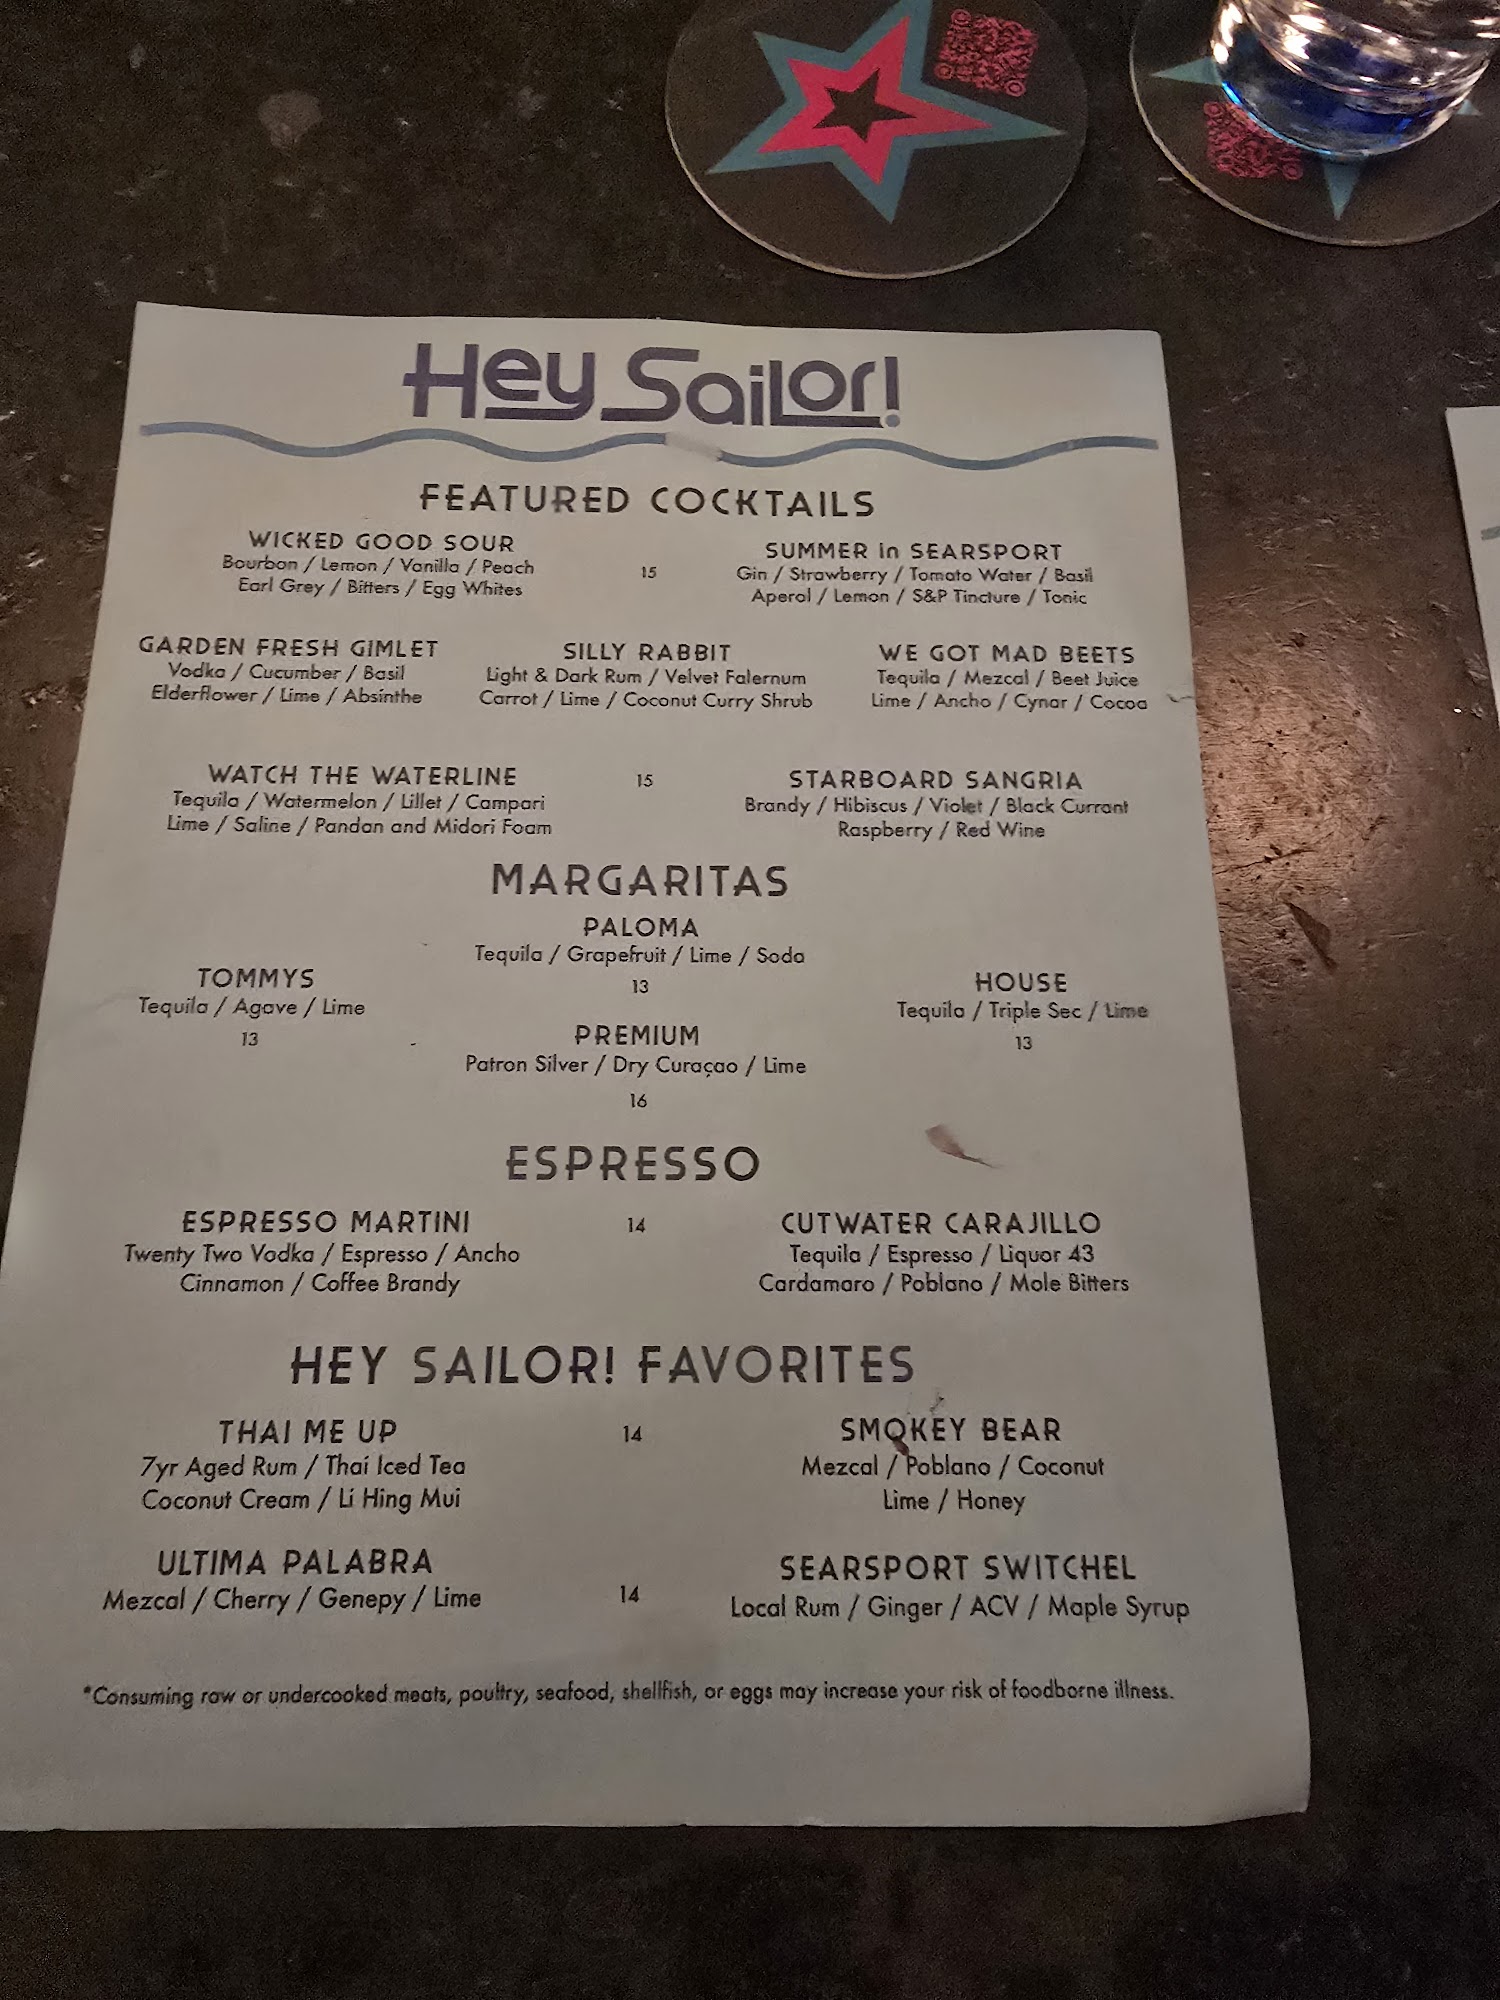 Hey Sailor!
FEATURED COCKTAILS
WICKED GOOD SOUR
Bourbon / Lemon / Vanilla / Peach
Earl Grey / Bitters / Egg Whites
15
SUMMER in SEARSPORT
Gin / Strawberry / Tomato Water / Basil
Aperol / Lemon / S&P Tincture / Tonic
GARDEN FRESH GIMLET
Vodka / Cucumber / Basil
Elderflower / Lime / Absinthe
SILLY RABBIT
Light & Dark Rum / Velvet Falernum
Carrot / Lime / Coconut Curry Shrub
WE GOT MAD BEETS
Tequila / Mezcal / Beet Juice
Lime / Ancho / Cynar / Cocoa
WATCH THE WATERLINE
Tequila / Watermelon / Lillet / Campari
Lime / Saline / Pandan and Midori Foam
15
STARBOARD SANGRIA
Brandy / Hibiscus / Violet / Black Currant
Raspberry / Red Wine
MARGARITAS
PALOMA
Tequila / Grapefruit / Lime / Soda
13
TOMMYS
Tequila / Agave / Lime
13
HOUSE
Tequila / Triple Sec / Lime
13
PREMIUM
Patron Silver / Dry Curaçao / Lime
16
ESPRESSO
ESPRESSO MARTINI
Twenty Two Vodka / Espresso / Ancho
Cinnamon / Coffee Brandy
14
CUTWATER CARAJILLO
Tequila / Espresso / Liquor 43
Cardamaro / Poblano / Mole Bitters
HEY SAILOR! FAVORITES
THAI ME UP
7yr Aged Rum / Thai Iced Tea
Coconut Cream / Li Hing Mui
14
SMOKEY BEAR
Mezcal / Poblano / Coconut
Lime / Honey
ULTIMA PALABRA
Mezcal / Cherry / Genepy / Lime
14
SEARSPORT SWITCHEL
Local Rum / Ginger / ACV / Maple Syrup
*Consuming raw or undercooked meats, poultry, seafood, shellfish, or eggs may increase your risk of foodborne illness.